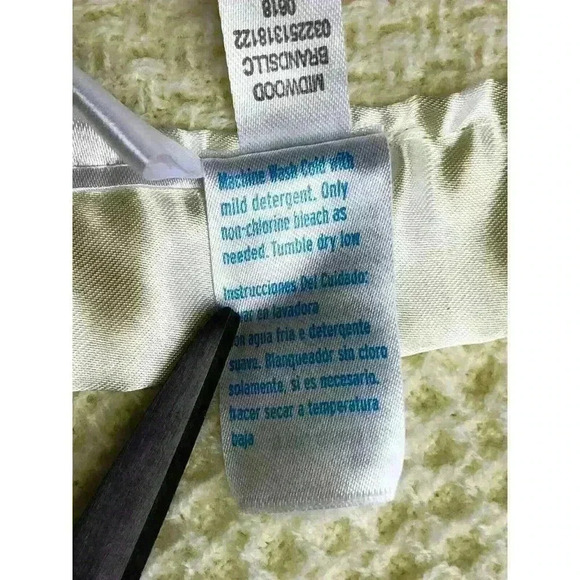 MIDWOOD
BRANDSLLC
032251318122
0618
Machine Wash Cold with
mild detergent. Only
non-chlorine bleach as
needed. Tumble dry low
Instrucciones Del Cuidado:
en lavadora
agua fria e detergente
suave. Blanqueador sin cloro
solamente, si es necesario.
hacer secar a temperatura
baja